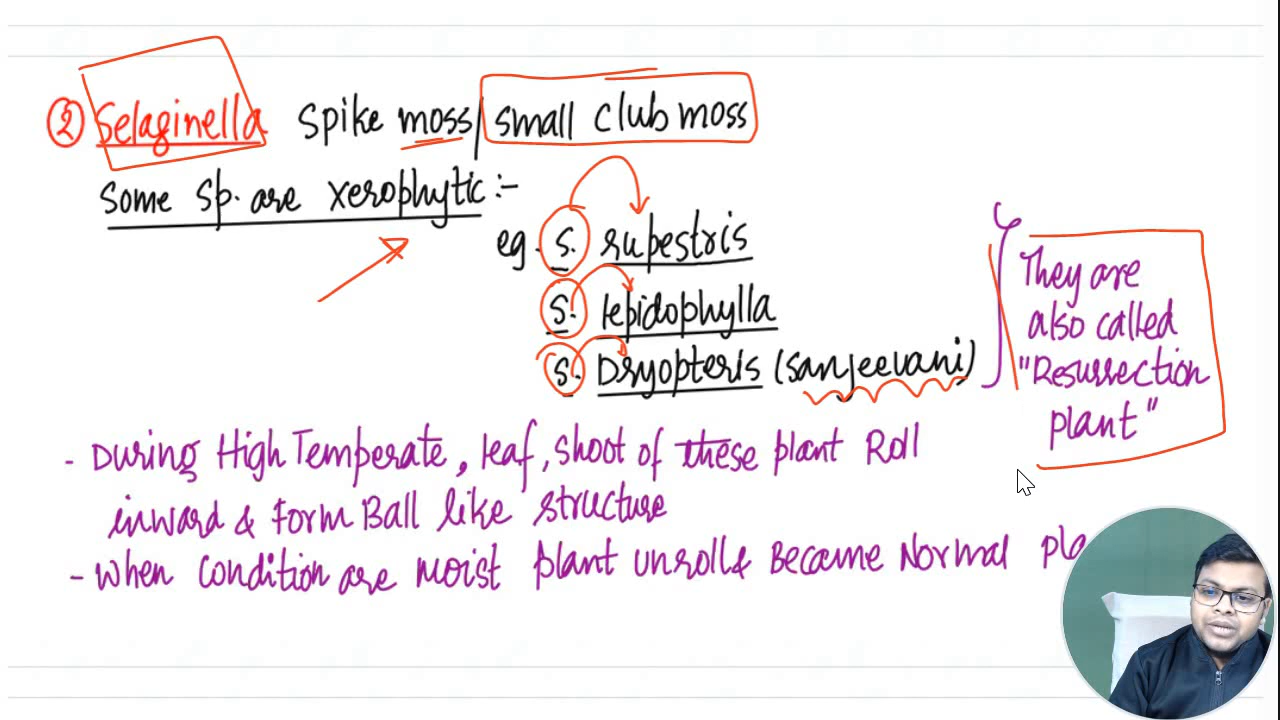 ② Selaginella Spike moss / small club moss
Some sp. are xerophytic :-
eg. S. rupestris
S. lepidophylla
S. Dryopteris (Sanjeevani)
They are
also called
"Resurrection
plant"
- During High Temperate, leaf, shoot of these plant Roll
inward & form Ball like structure
- when condition are moist plant unroll & Became Normal pla